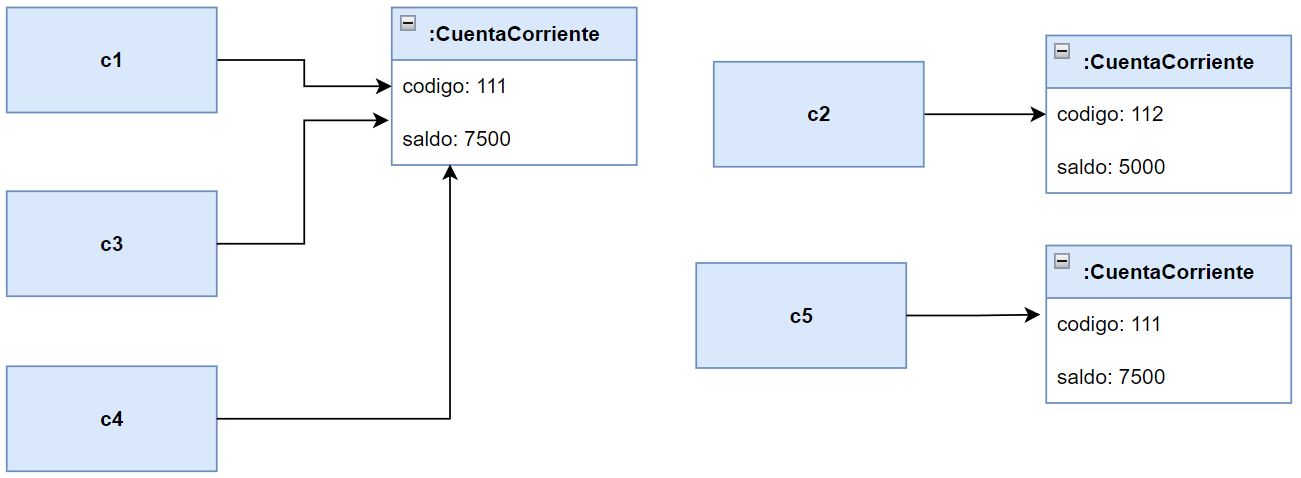 c1
:CuentaCorriente
codigo: 111
saldo: 7500
c3
c4
c2
:CuentaCorriente
codigo: 112
saldo: 5000
c5
:CuentaCorriente
codigo: 111
saldo: 7500